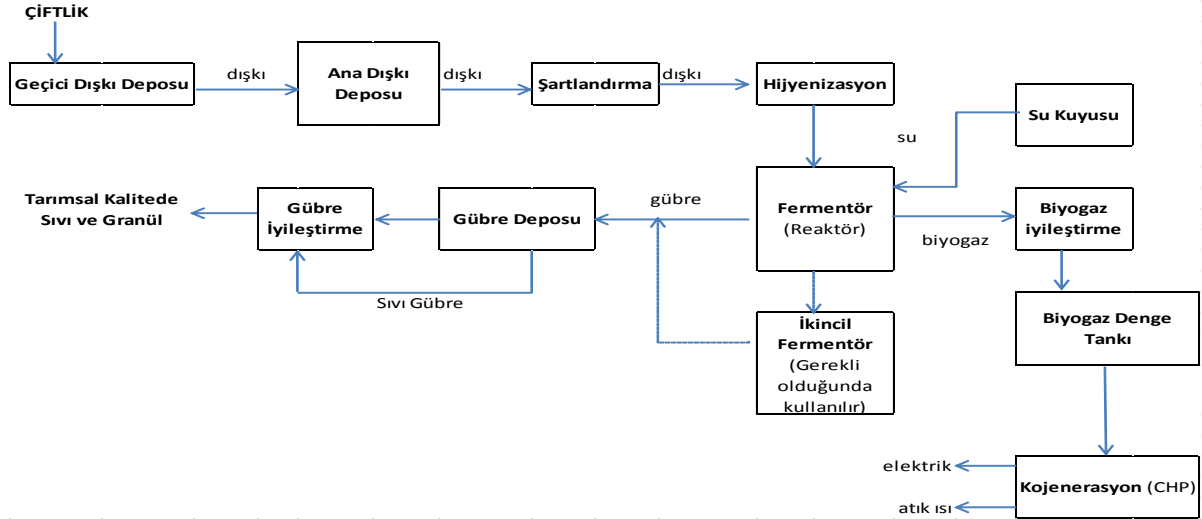 ÇİFTLİK
Geçici Dışkı Deposu
dışkı
Ana Dışkı
Deposu
dışkı
Şartlandırma
dışkı
Hijyenizasyon
Su Kuyusu
su
Tarımsal Kalitede
Sıvı ve Granül
Gübre
İyileştirme
Gübre Deposu
gübre
Fermentör
(Reaktör)
biyogaz
Biyogaz
iyileştirme
Sıvı Gübre
İkincil
Fermentör
(Gerekli
olduğunda
kullanılır)
Biyogaz Denge
Tankı
elektrik
atık ısı
Kojenerasyon (CHP)